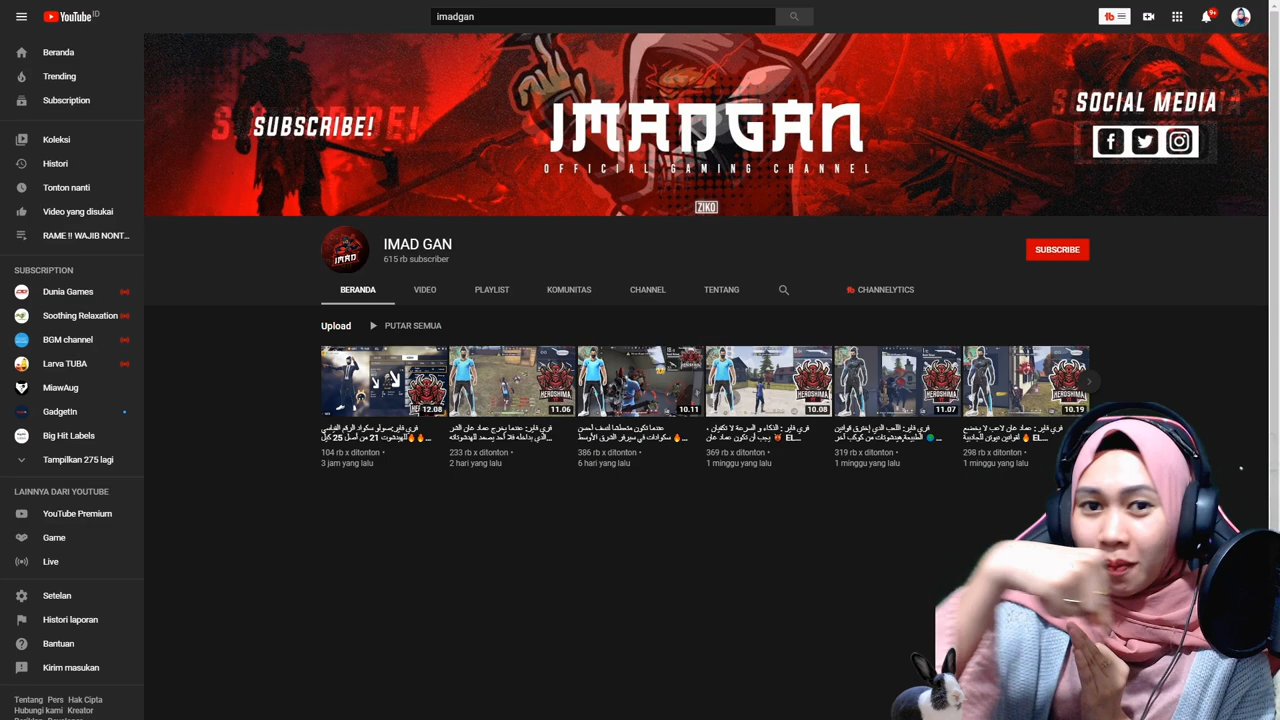 YouTube ID
imadgan
9+
Beranda
Trending
Subscription
Koleksi
Histori
Tonton nanti
Video yang disukai
RAME !! WAJIB NONT...
SUBSCRIPTION
Dunia Games
Soothing Relaxation
BGM channel
Larva TUBA
MiawAug
GadgetIn
Big Hit Labels
Tampilkan 275 lagi
LAINNYA DARI YOUTUBE
YouTube Premium
Game
Live
Setelan
Histori laporan
Bantuan
Kirim masukan
Tentang Pers Hak Cipta
Hubungi kami Kreator
SUBSCRIBE!
IMADGAN
OFFICIAL GAMING CHANNEL
ZIKO
SOCIAL MEDIA
IMAD GAN
615 rb subscriber
SUBSCRIBE
BERANDA VIDEO PLAYLIST KOMUNITAS CHANNEL TENTANG CHANNELYTICS
Upload PUTAR SEMUA
12.08
11.06
10.11
10.08
11.07
10.19
104 rb x ditonton •
3 jam yang lalu
233 rb x ditonton •
2 hari yang lalu
386 rb x ditonton •
6 hari yang lalu
369 rb x ditonton •
1 minggu yang lalu
319 rb x ditonton •
1 minggu yang lalu
298 rb x ditonton •
1 minggu yang lalu